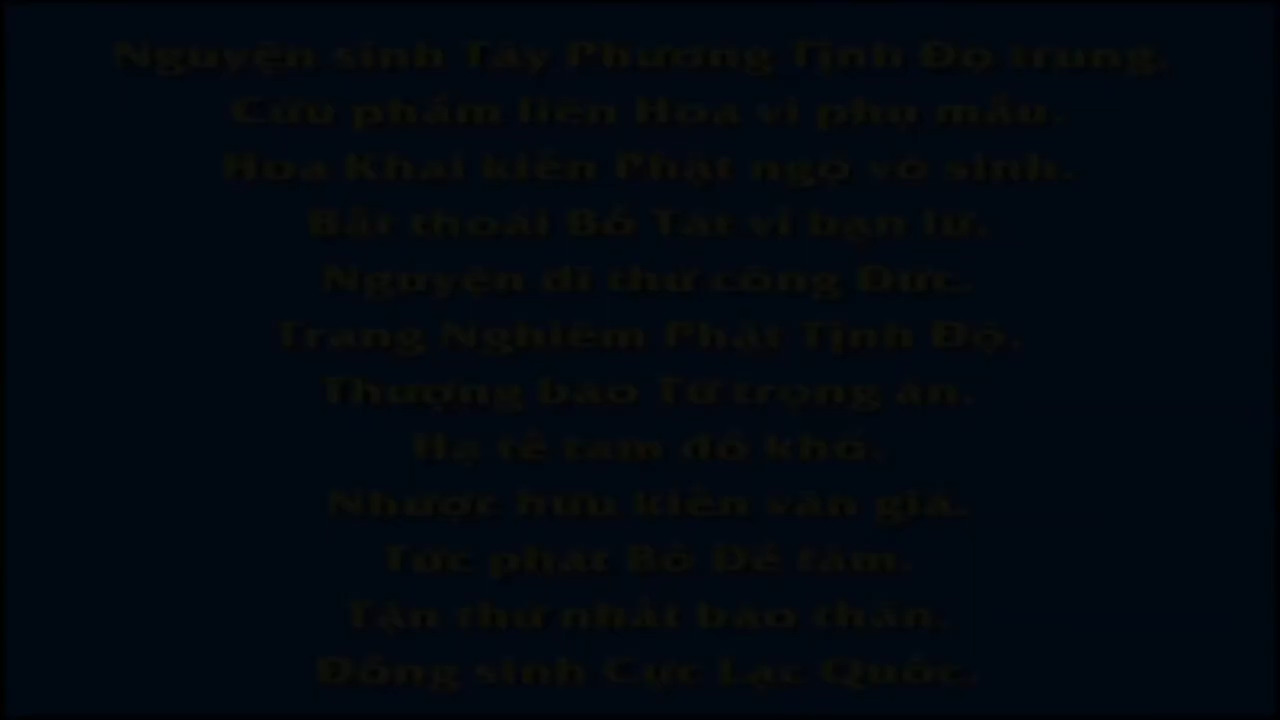 Nguyện sinh Tây Phương Tịnh Độ trung.
Cửu phẩm liên Hoa vi phụ mẫu.
Hoa Khai kiến Phật ngộ vô sinh.
Bất thoái Bồ Tát vi bạn lữ.
Nguyện dĩ thử công Đức.
Trang Nghiêm Phật Tịnh Độ.
Thượng báo Tứ trọng ân.
Hạ tế tam đồ khổ.
Nhược hữu kiến văn giả.
Tức phát Bồ Đề tâm.
Tận thử nhất báo thân.
Đồng sinh Cực Lạc Quốc.